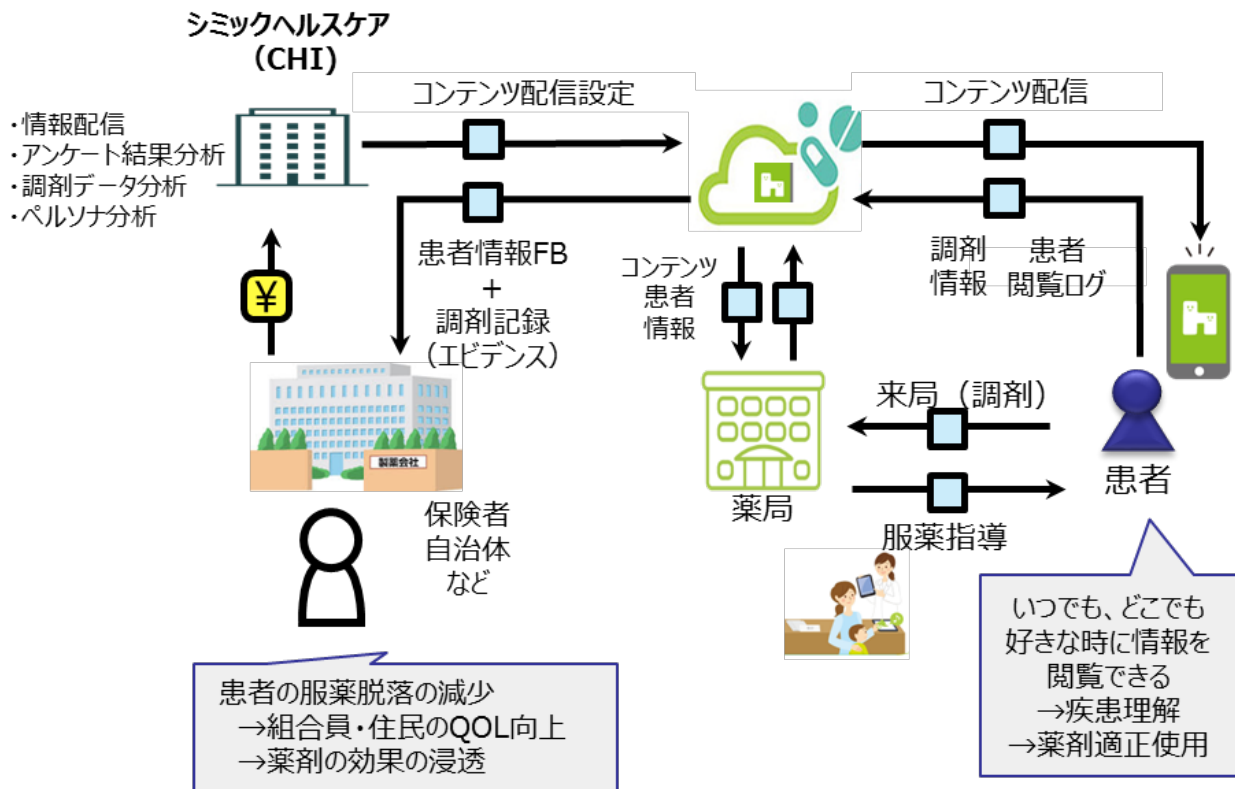 シミックヘルスケア
（CHI)
・情報配信
・アンケート結果分析
・調剤データ分析
・ペルソナ分析
コンテンツ配信設定
コンテンツ配信
患者情報FB
+
調剤記録
（エビデンス）
コンテンツ
患者
情報
調剤
情報
患者
閲覧ログ
¥
製薬会社
保険者
自治体
など
薬局
来局（調剤）
服薬指導
患者
患者の服薬脱落の減少
→組合員・住民のQOL向上
→薬剤の効果の浸透
いつでも、どこでも
好きな時に情報を
閲覧できる
→疾患理解
→薬剤適正使用